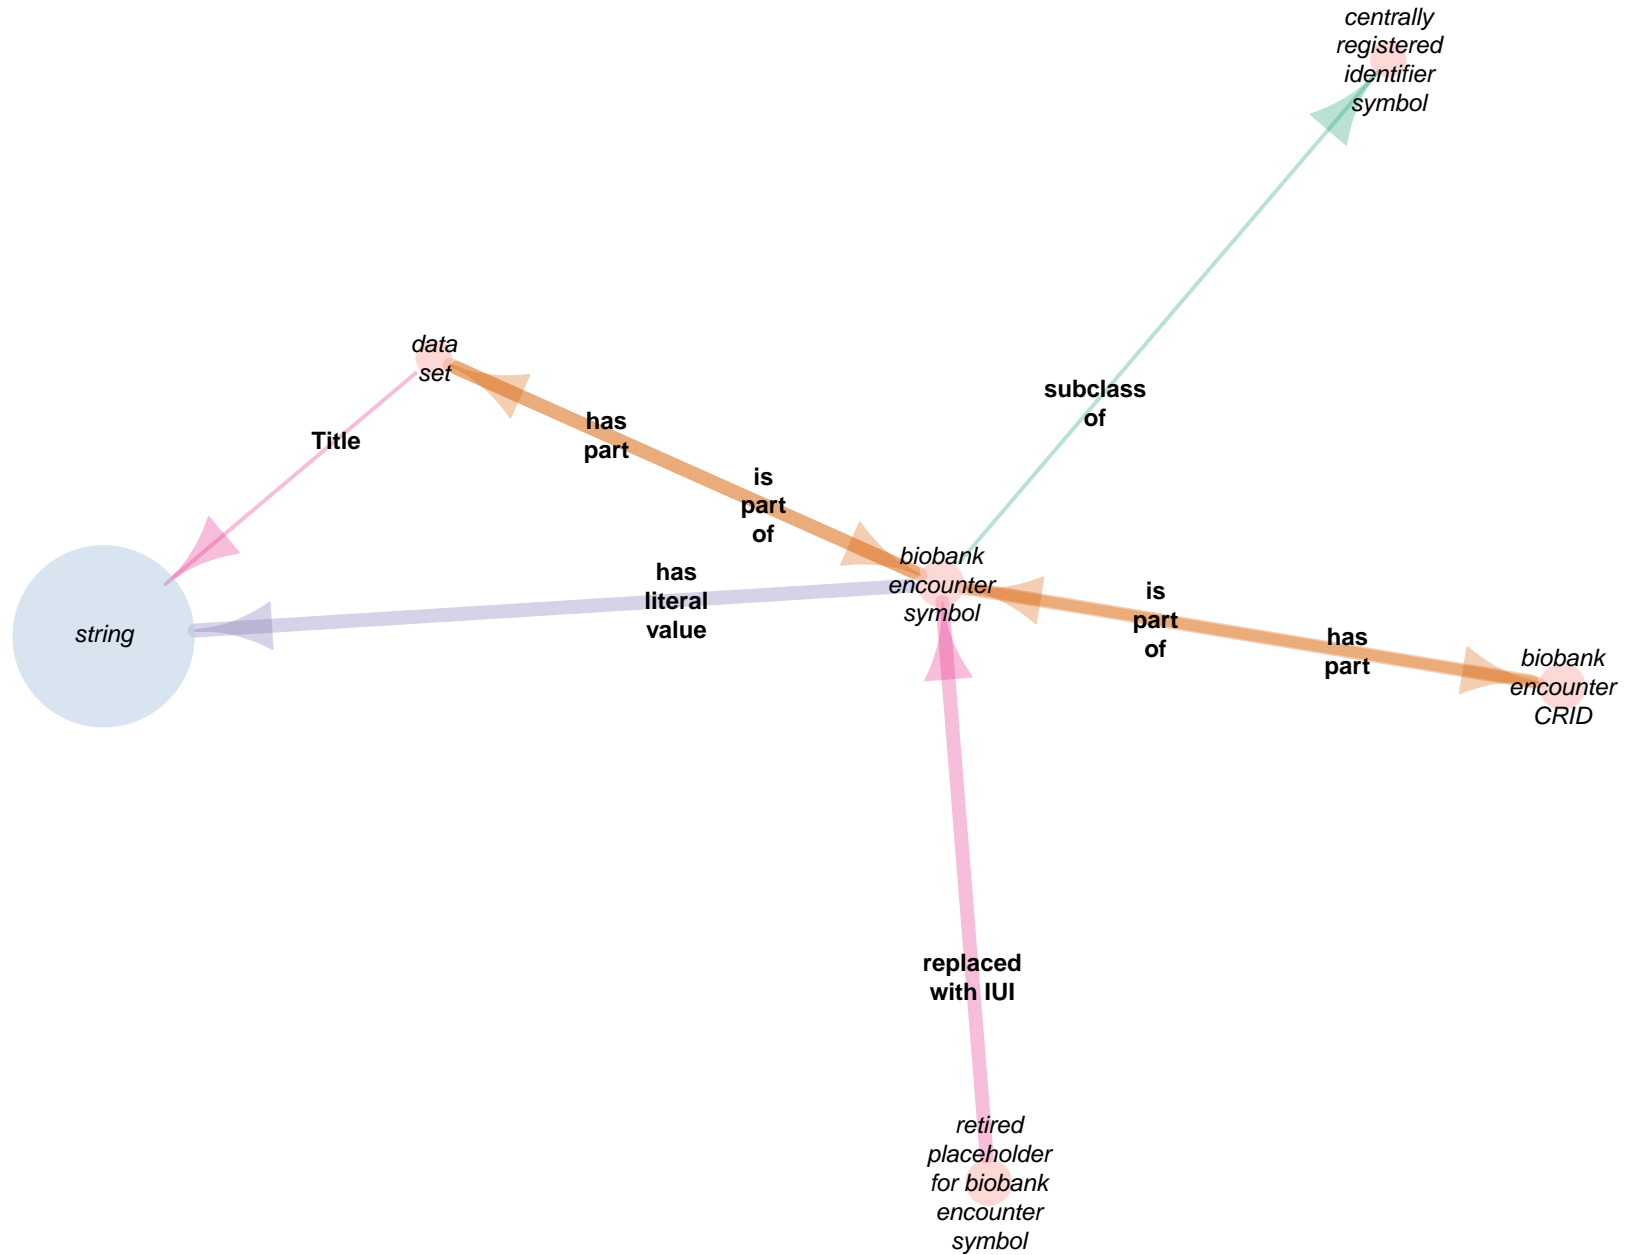 centrally
registered
identifier
symbol
data
set
subclass
of
has
part
Title
is
part
of
biobank
encounter
symbol
has
literal
value
is
part
of
string
has
part
biobank
encounter
CRID
replaced
with IUI
retired
placeholder
for biobank
encounter
symbol